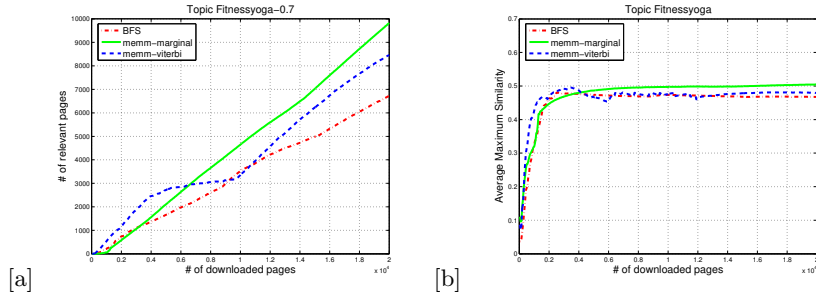 Topic Fitnessyoga−0.7
10000
9000
8000
7000
6000
5000
4000
3000
2000
1000
0
# of relevant pages
BFS
memm−marginal
memm−viterbi
0 0.2 0.4 0.6 0.8 1 1.2 1.4 1.6 1.8 2
# of downloaded pages
[a]
Topic Fitnessyoga
0.7
0.6
0.5
0.4
0.3
0.2
0.1
0
Average Maximum Similarity
BFS
memm−marginal
memm−viterbi
0 0.2 0.4 0.6 0.8 1 1.2 1.4 1.6 1.8 2
# of downloaded pages
[b]